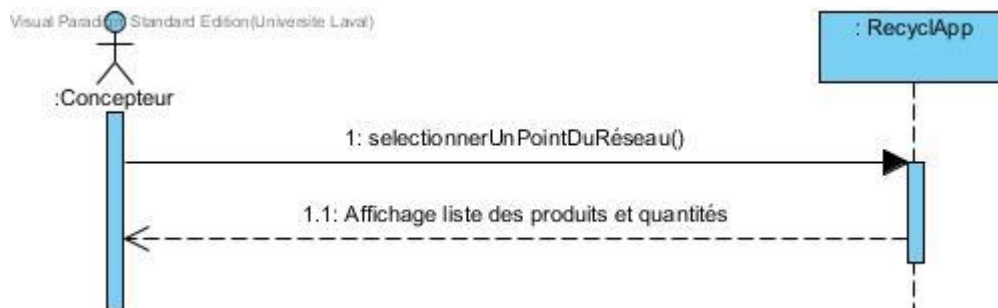 Visual Paradigm Standard Edition(Universite Laval)
: RecyclApp
:Concepteur
1: selectionnerUnPointDuRéseau()
1.1: Affichage liste des produits et quantités